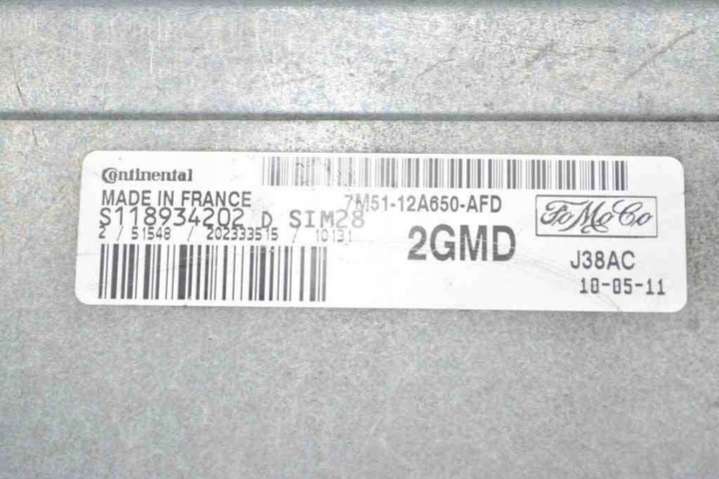 Continental
MADE IN FRANCE
7M51-12A650-AFD
FoMoCo
S118934202 D SIM28
2 / 51548 / 202333515 / 10131
2GMD
J38AC
10-05-11